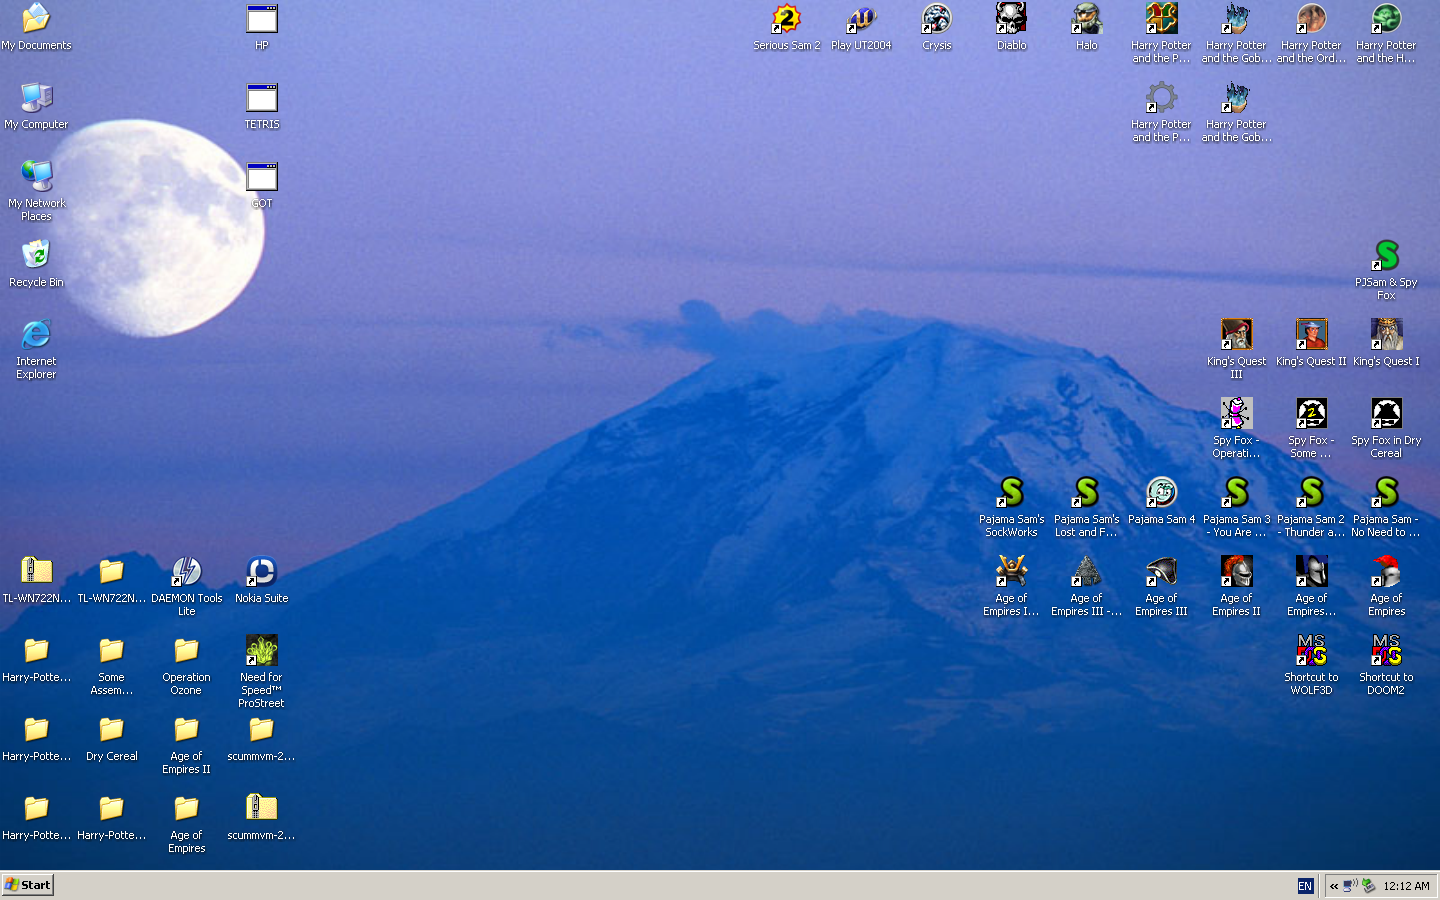 My Documents
HP
Serious Sam 2
Play UT2004
Crysis
Diablo
Halo
Harry Potter
and the P...
Harry Potter
and the Gob...
Harry Potter
and the Ord...
Harry Potter
and the H...
My Computer
TETRIS
Harry Potter
and the P...
Harry Potter
and the Gob...
My Network
Places
GOT
Recycle Bin
PJSam & Spy
Fox
Internet
Explorer
King's Quest
III
King's Quest II
King's Quest I
Spy Fox -
Operati...
Spy Fox -
Some ...
Spy Fox in Dry
Cereal
Pajama Sam's
SockWorks
Pajama Sam's
Lost and F...
Pajama Sam 4
Pajama Sam 3
- You Are ...
Pajama Sam 2
- Thunder a...
Pajama Sam -
No Need to ...
TL-WN722N...
TL-WN722N...
DAEMON Tools
Lite
Nokia Suite
Age of
Empires I...
Age of
Empires III -...
Age of
Empires III
Age of
Empires II
Age of
Empires...
Age of
Empires
Harry-Potte...
Some
Assem...
Operation
Ozone
Need for
Speed™
ProStreet
MS
Shortcut to
WOLF3D
MS
Shortcut to
DOOM2
Harry-Potte...
Dry Cereal
Age of
Empires II
scummvm-2...
Harry-Potte...
Harry-Potte...
Age of
Empires
scummvm-2...
Start
EN
«
12:12 AM